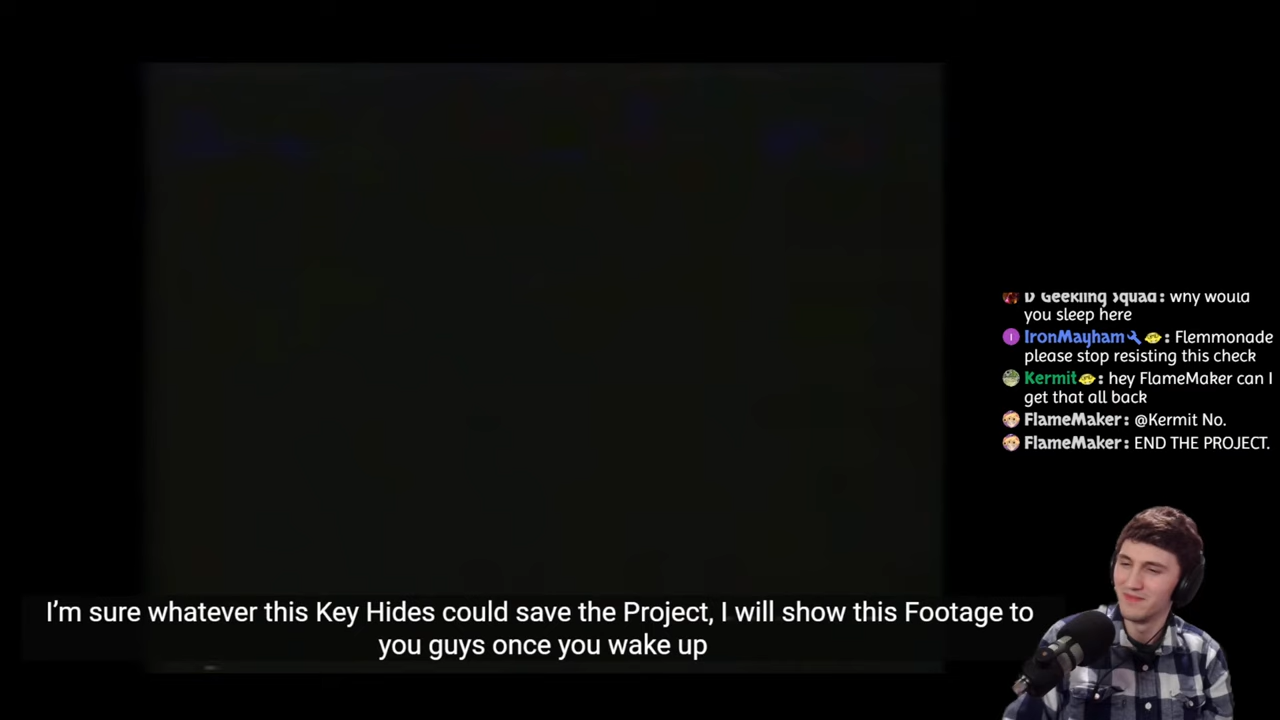 D Geekling Squad: why would
you sleep here
IronMayham: Flemmonade
please stop resisting this check
Kermit: hey FlameMaker can I
get that all back
FlameMaker: @Kermit No.
FlameMaker: END THE PROJECT.
I’m sure whatever this Key Hides could save the Project, I will show this Footage to
you guys once you wake up